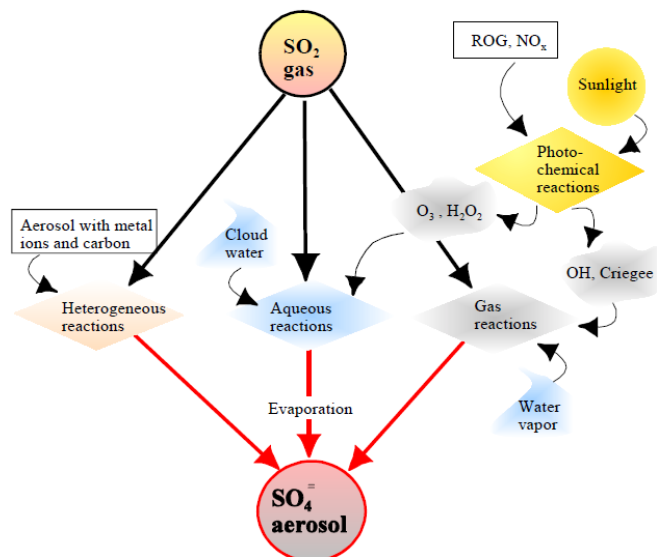 SO₂
gas
ROG, NOₓ
Sunlight
Photo-
chemical
reactions
O₃ , H₂O₂
Aerosol with metal
ions and carbon
Cloud
water
OH, Criegee
Heterogeneous
reactions
Aqueous
reactions
Gas
reactions
Evaporation
Water
vapor
SO₄⁼
aerosol